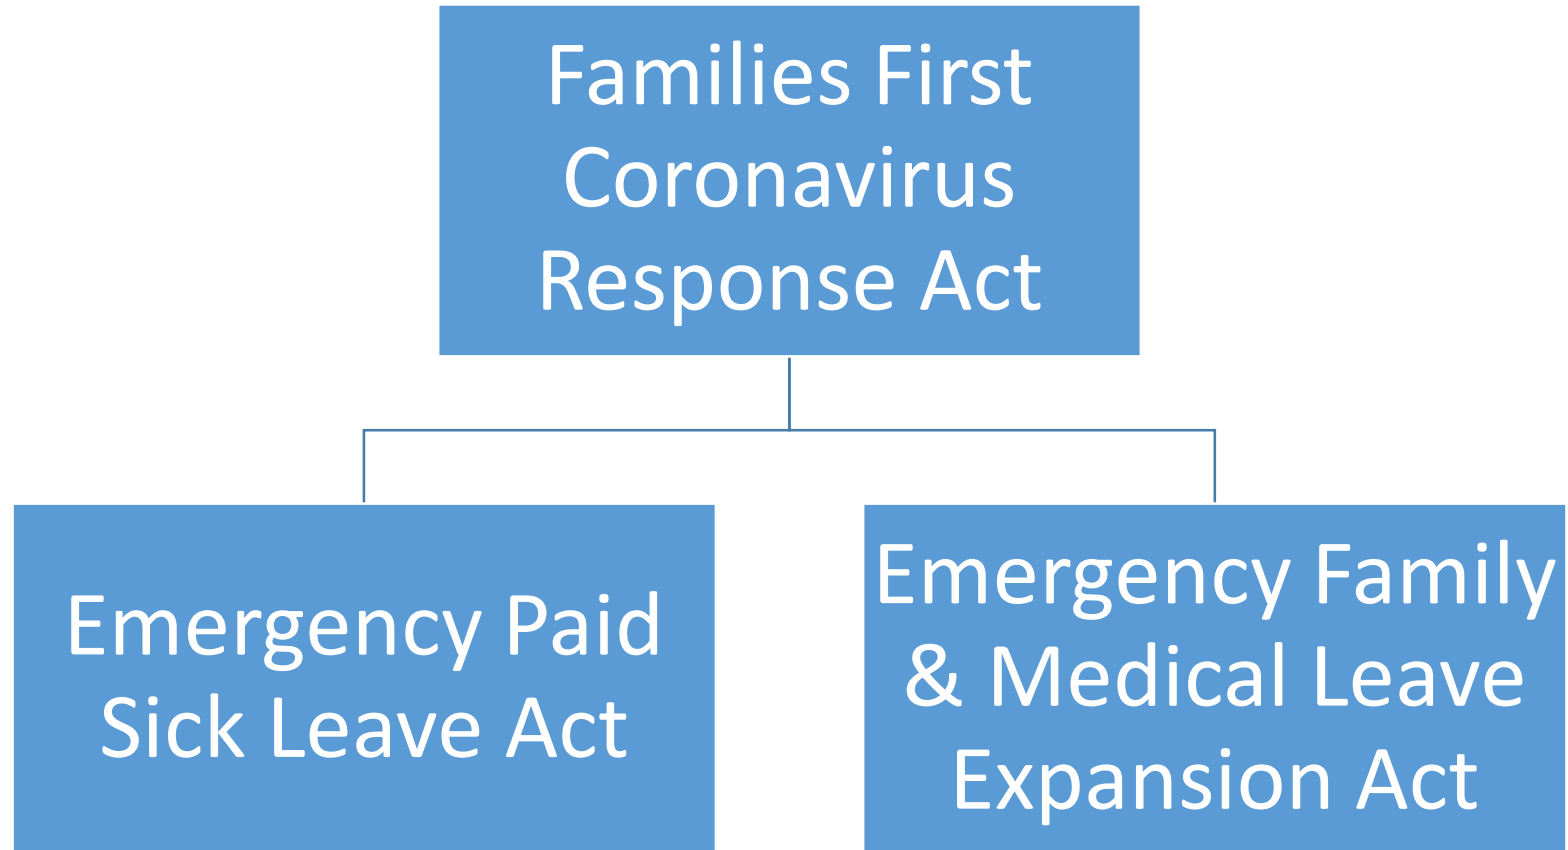 Families First
Coronavirus
Response Act
Emergency Paid
Sick Leave Act
Emergency Family
& Medical Leave
Expansion Act